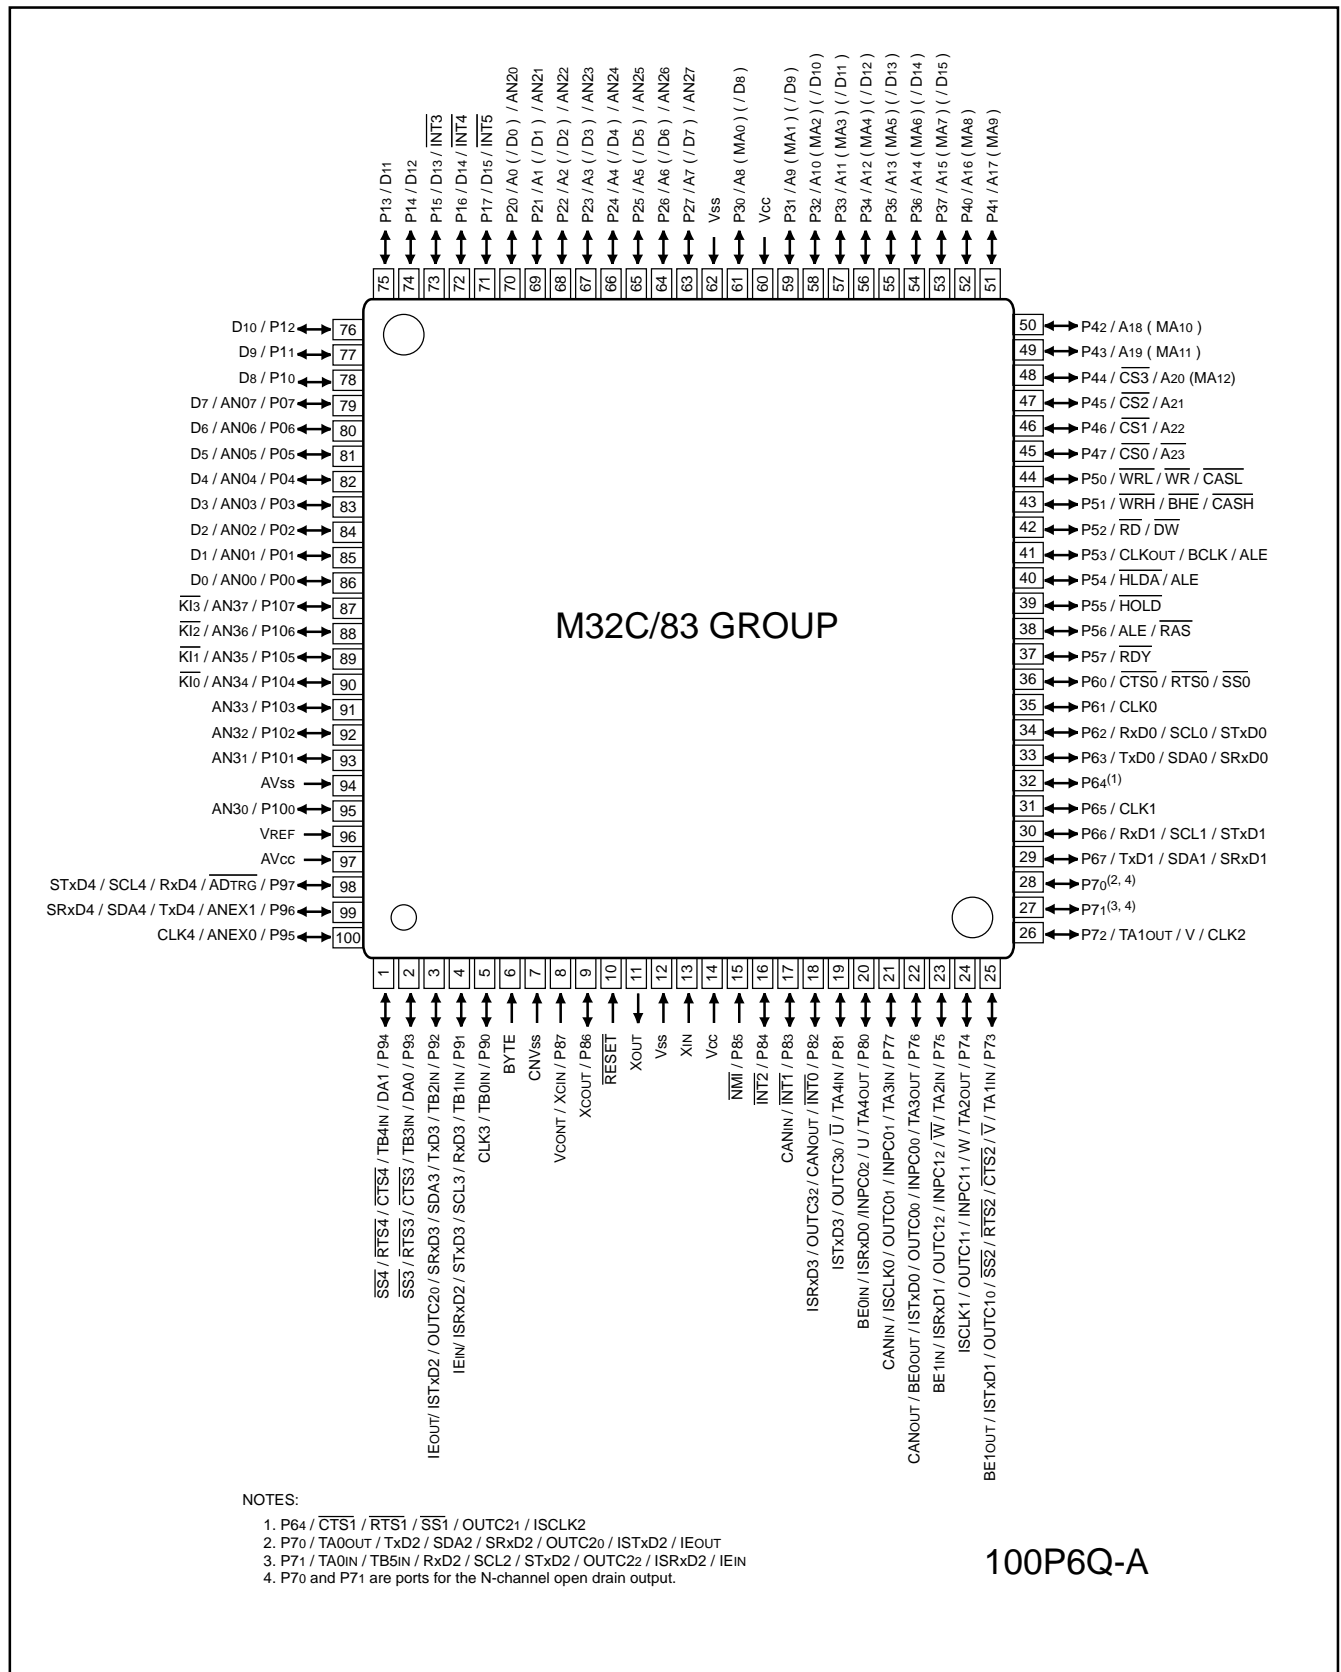 P13 / D11
P14 / D12
P15 / D13 / INT3
P16 / D14 / INT4
P17 / D15 / INT5
P20 / A0 ( / D0 ) / AN20
P21 / A1 ( / D1 ) / AN21
P22 / A2 ( / D2 ) / AN22
P23 / A3 ( / D3 ) / AN23
P24 / A4 ( / D4 ) / AN24
P25 / A5 ( / D5 ) / AN25
P26 / A6 ( / D6 ) / AN26
P27 / A7 ( / D7 ) / AN27
Vss
P30 / A8 ( MA0 ) ( / D8 )
Vcc
P31 / A9 ( MA1 ) ( / D9 )
P32 / A10 ( MA2 ) ( / D10 )
P33 / A11 ( MA3 ) ( / D11 )
P34 / A12 ( MA4 ) ( / D12 )
P35 / A13 ( MA5 ) ( / D13 )
P36 / A14 ( MA6 ) ( / D14 )
P37 / A15 ( MA7 ) ( / D15 )
P40 / A16 ( MA8 )
P41 / A17 ( MA9 )
75 74 73 72 71 70 69 68 67 66 65 64 63 62 61 60 59 58 57 56 55 54 53 52 51
D10 / P12 76
D9 / P11 77
D8 / P10 78
D7 / AN07 / P07 79
D6 / AN06 / P06 80
D5 / AN05 / P05 81
D4 / AN04 / P04 82
D3 / AN03 / P03 83
D2 / AN02 / P02 84
D1 / AN01 / P01 85
D0 / AN00 / P00 86
KI3 / AN37 / P107 87
KI2 / AN36 / P106 88
KI1 / AN35 / P105 89
KI0 / AN34 / P104 90
AN33 / P103 91
AN32 / P102 92
AN31 / P101 93
AVss 94
AN30 / P100 95
VREF 96
AVcc 97
STxD4 / SCL4 / RxD4 / ADTRG / P97 98
SRxD4 / SDA4 / TxD4 / ANEX1 / P96 99
CLK4 / ANEX0 / P95 100
M32C/83 GROUP
50 P42 / A18 ( MA10 )
49 P43 / A19 ( MA11 )
48 P44 / CS3 / A20 (MA12)
47 P45 / CS2 / A21
46 P46 / CS1 / A22
45 P47 / CS0 / A23
44 P50 / WRL / WR / CASL
43 P51 / WRH / BHE / CASH
42 P52 / RD / DW
41 P53 / CLKOUT / BCLK / ALE
40 P54 / HLDA / ALE
39 P55 / HOLD
38 P56 / ALE / RAS
37 P57 / RDY
36 P60 / CTS0 / RTS0 / SS0
35 P61 / CLK0
34 P62 / RxD0 / SCL0 / STxD0
33 P63 / TxD0 / SDA0 / SRxD0
32 P64(1)
31 P65 / CLK1
30 P66 / RxD1 / SCL1 / STxD1
29 P67 / TxD1 / SDA1 / SRxD1
28 P70(2, 4)
27 P71(3, 4)
26 P72 / TA1OUT / V / CLK2
1 2 3 4 5 6 7 8 9 10 11 12 13 14 15 16 17 18 19 20 21 22 23 24 25
SS4 / RTS4 / CTS4 / TB4IN / DA1 / P94
SS3 / RTS3 / CTS3 / TB3IN / DA0 / P93
IEOUT/ ISTxD2 / OUTC20 / SRxD3 / SDA3 / TxD3 / TB2IN / P92
IEIN/ ISRxD2 / STxD3 / SCL3 / RxD3 / TB1IN / P91
CLK3 / TB0IN / P90
BYTE
CNVss
VCONT / XCIN / P87
XCOUT / P86
RESET
XOUT
Vss
XIN
Vcc
NMI / P85
INT2 / P84
CANIN / INT1 / P83
ISRxD3 / OUTC32 / CANOUT / INT0 / P82
ISTxD3 / OUTC30 / U / TA4IN / P81
BE0IN / ISRxD0 /INPC02 / U / TA4OUT / P80
CANIN / ISCLK0 / OUTC01 / INPC01 / TA3IN / P77
CANOUT / BE0OUT / ISTxD0 / OUTC00 / INPC00 / TA3OUT / P76
BE1IN / ISRxD1 / OUTC12 / INPC12 / W / TA2IN / P75
ISCLK1 / OUTC11 / INPC11 / W / TA2OUT / P74
BE1OUT / ISTxD1 / OUTC10 / SS2 / RTS2 / CTS2 / V / TA1IN / P73
NOTES:
1. P64 / CTS1 / RTS1 / SS1 / OUTC21 / ISCLK2
2. P70 / TA0OUT / TxD2 / SDA2 / SRxD2 / OUTC20 / ISTxD2 / IEOUT
3. P71 / TA0IN / TB5IN / RxD2 / SCL2 / STxD2 / OUTC22 / ISRxD2 / IEIN
4. P70 and P71 are ports for the N-channel open drain output.
100P6Q-A